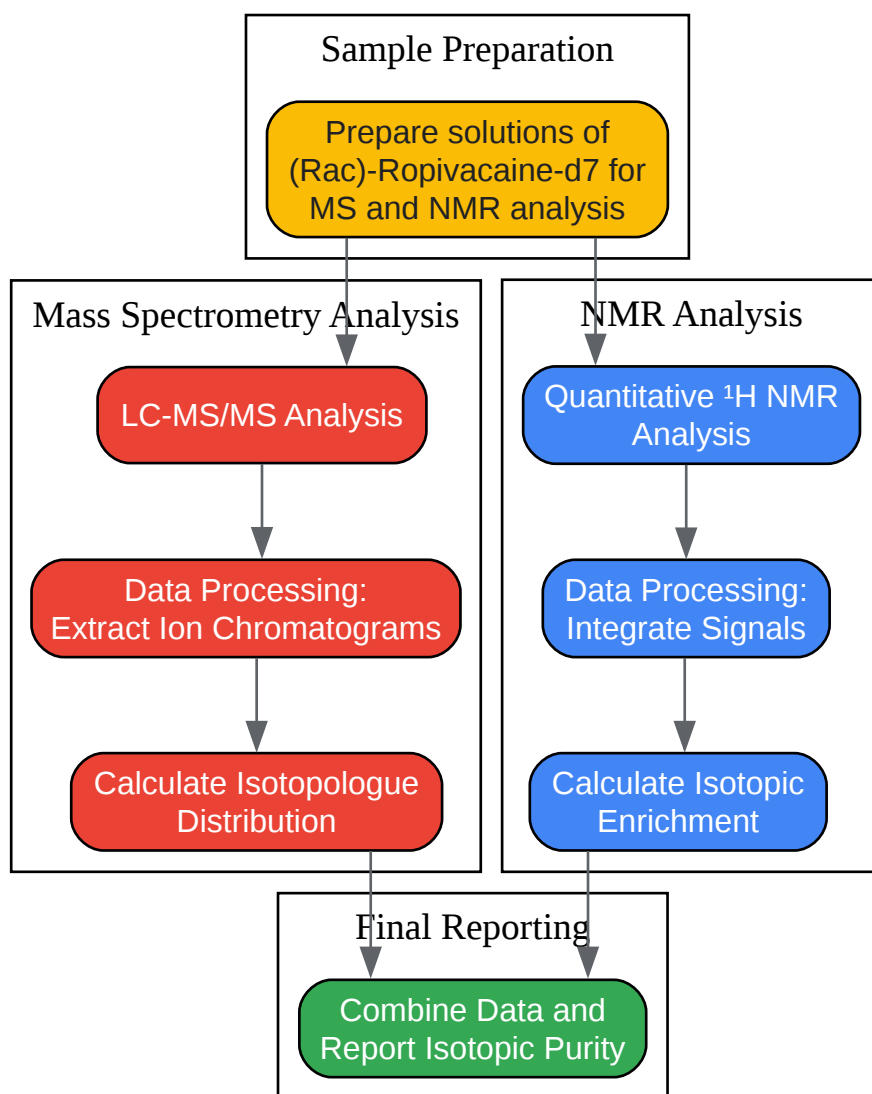 Sample Preparation
Prepare solutions of
(Rac)-Ropivacaine-d7 for
MS and NMR analysis
Mass Spectrometry Analysis
LC-MS/MS Analysis
Data Processing:
Extract Ion Chromatograms
Calculate Isotopologue
Distribution
NMR Analysis
Quantitative ¹H NMR
Analysis
Data Processing:
Integrate Signals
Calculate Isotopic
Enrichment
Final Reporting
Combine Data and
Report Isotopic Purity